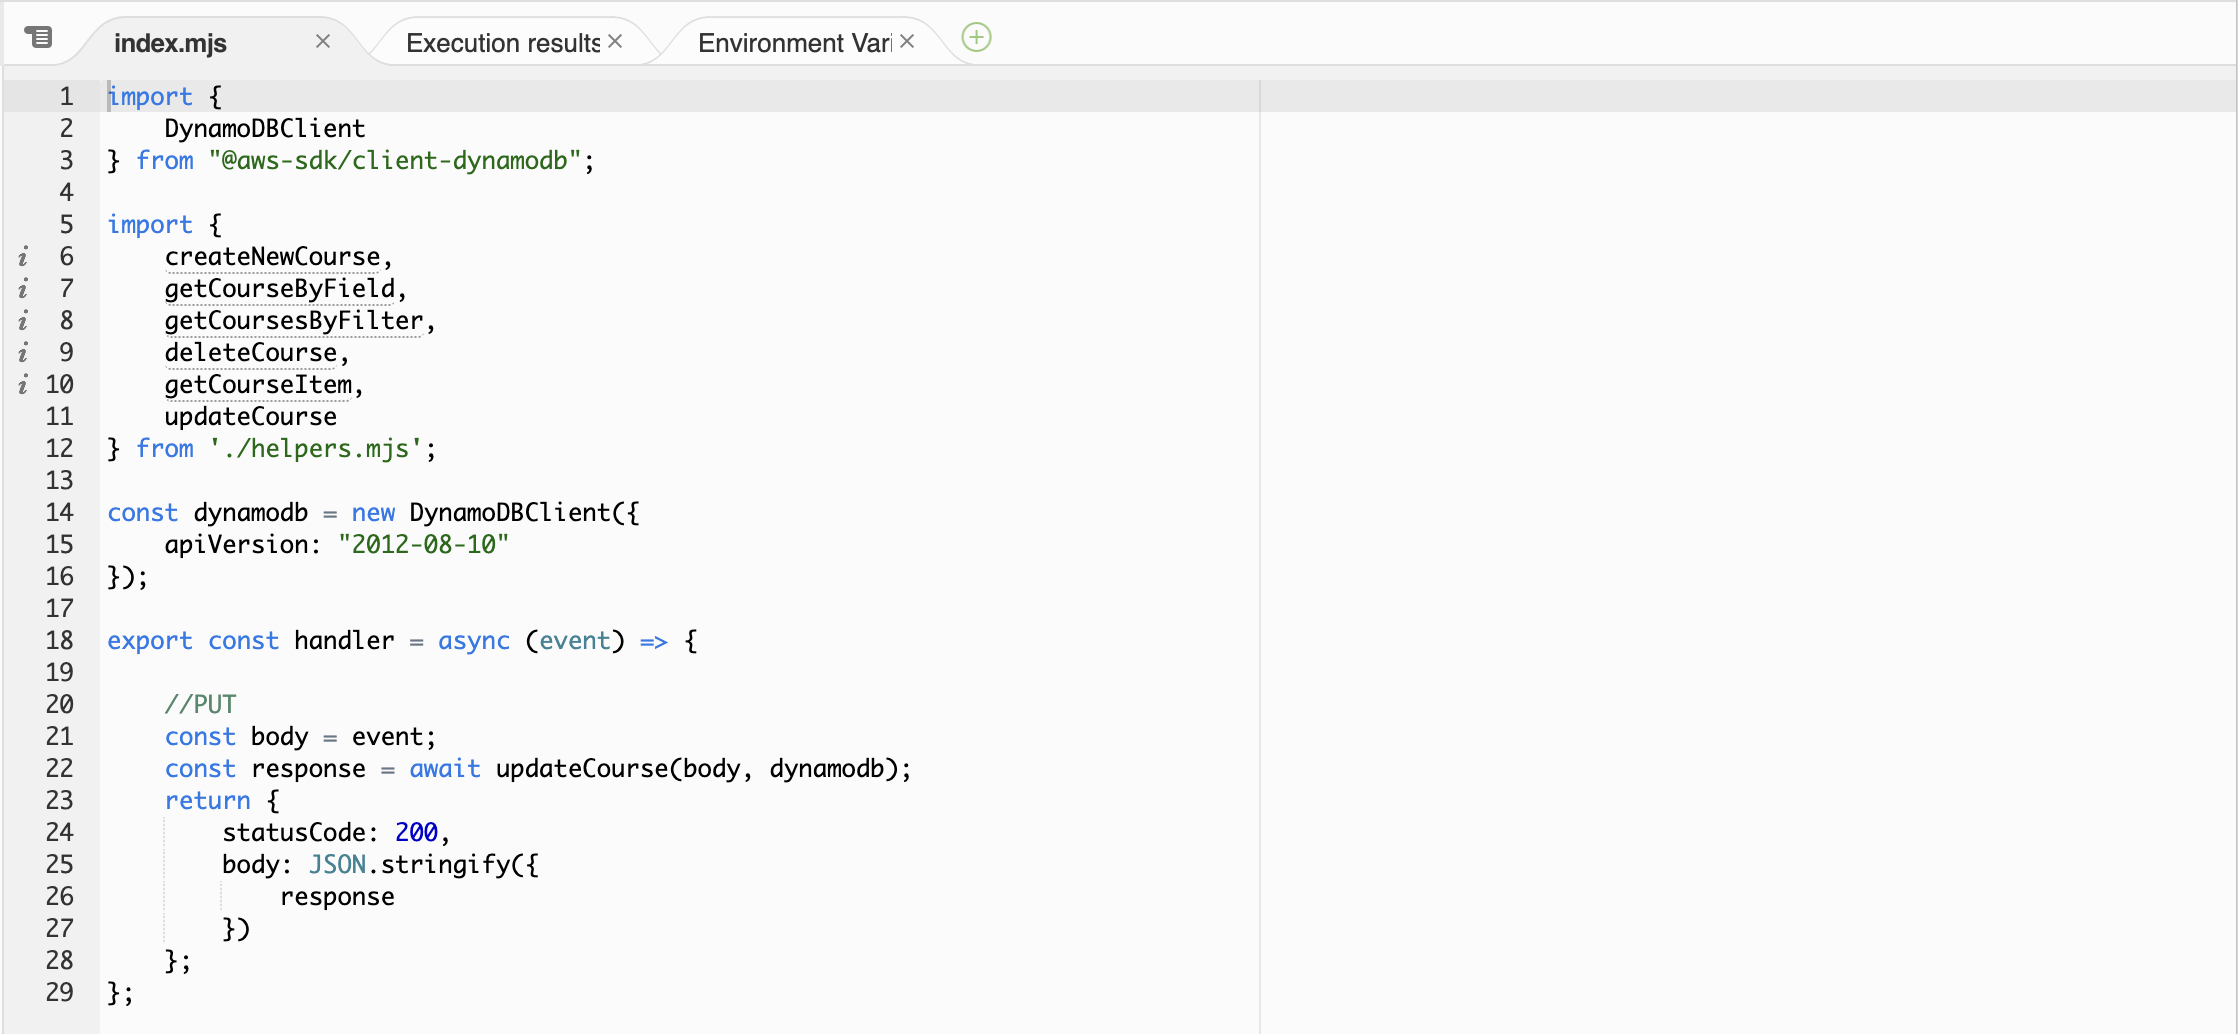 index.mjs × Execution results × Environment Vari ×
1 import {
2     DynamoDBClient
3 } from "@aws-sdk/client-dynamodb";
4
5 import {
i 6     createNewCourse,
i 7     getCourseByField,
i 8     getCoursesByFilter,
i 9     deleteCourse,
i 10     getCourseItem,
11     updateCourse
12 } from './helpers.mjs';
13
14 const dynamodb = new DynamoDBClient({
15     apiVersion: "2012-08-10"
16 });
17
18 export const handler = async (event) => {
19
20     //PUT
21     const body = event;
22     const response = await updateCourse(body, dynamodb);
23     return {
24         statusCode: 200,
25         body: JSON.stringify({
26             response
27         })
28     };
29 };